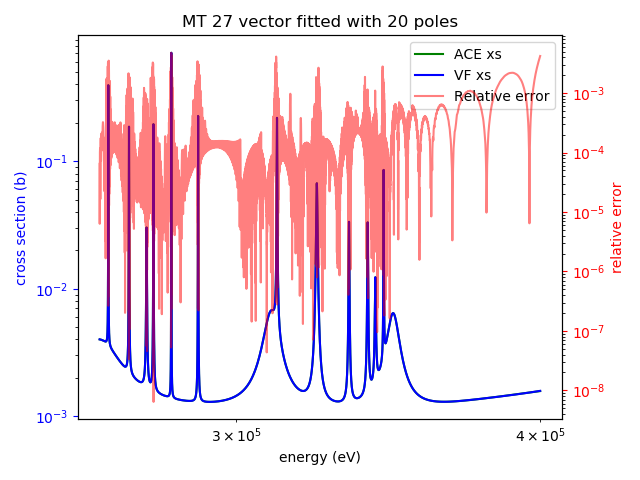 MT 27 vector fitted with 20 poles
ACE xs
VF xs
Relative error
cross section (b)
10⁻¹
10⁻²
10⁻³
10⁻³
10⁻⁴
10⁻⁵
10⁻⁶
10⁻⁷
10⁻⁸
relative error
3 × 10⁵
4 × 10⁵
energy (eV)